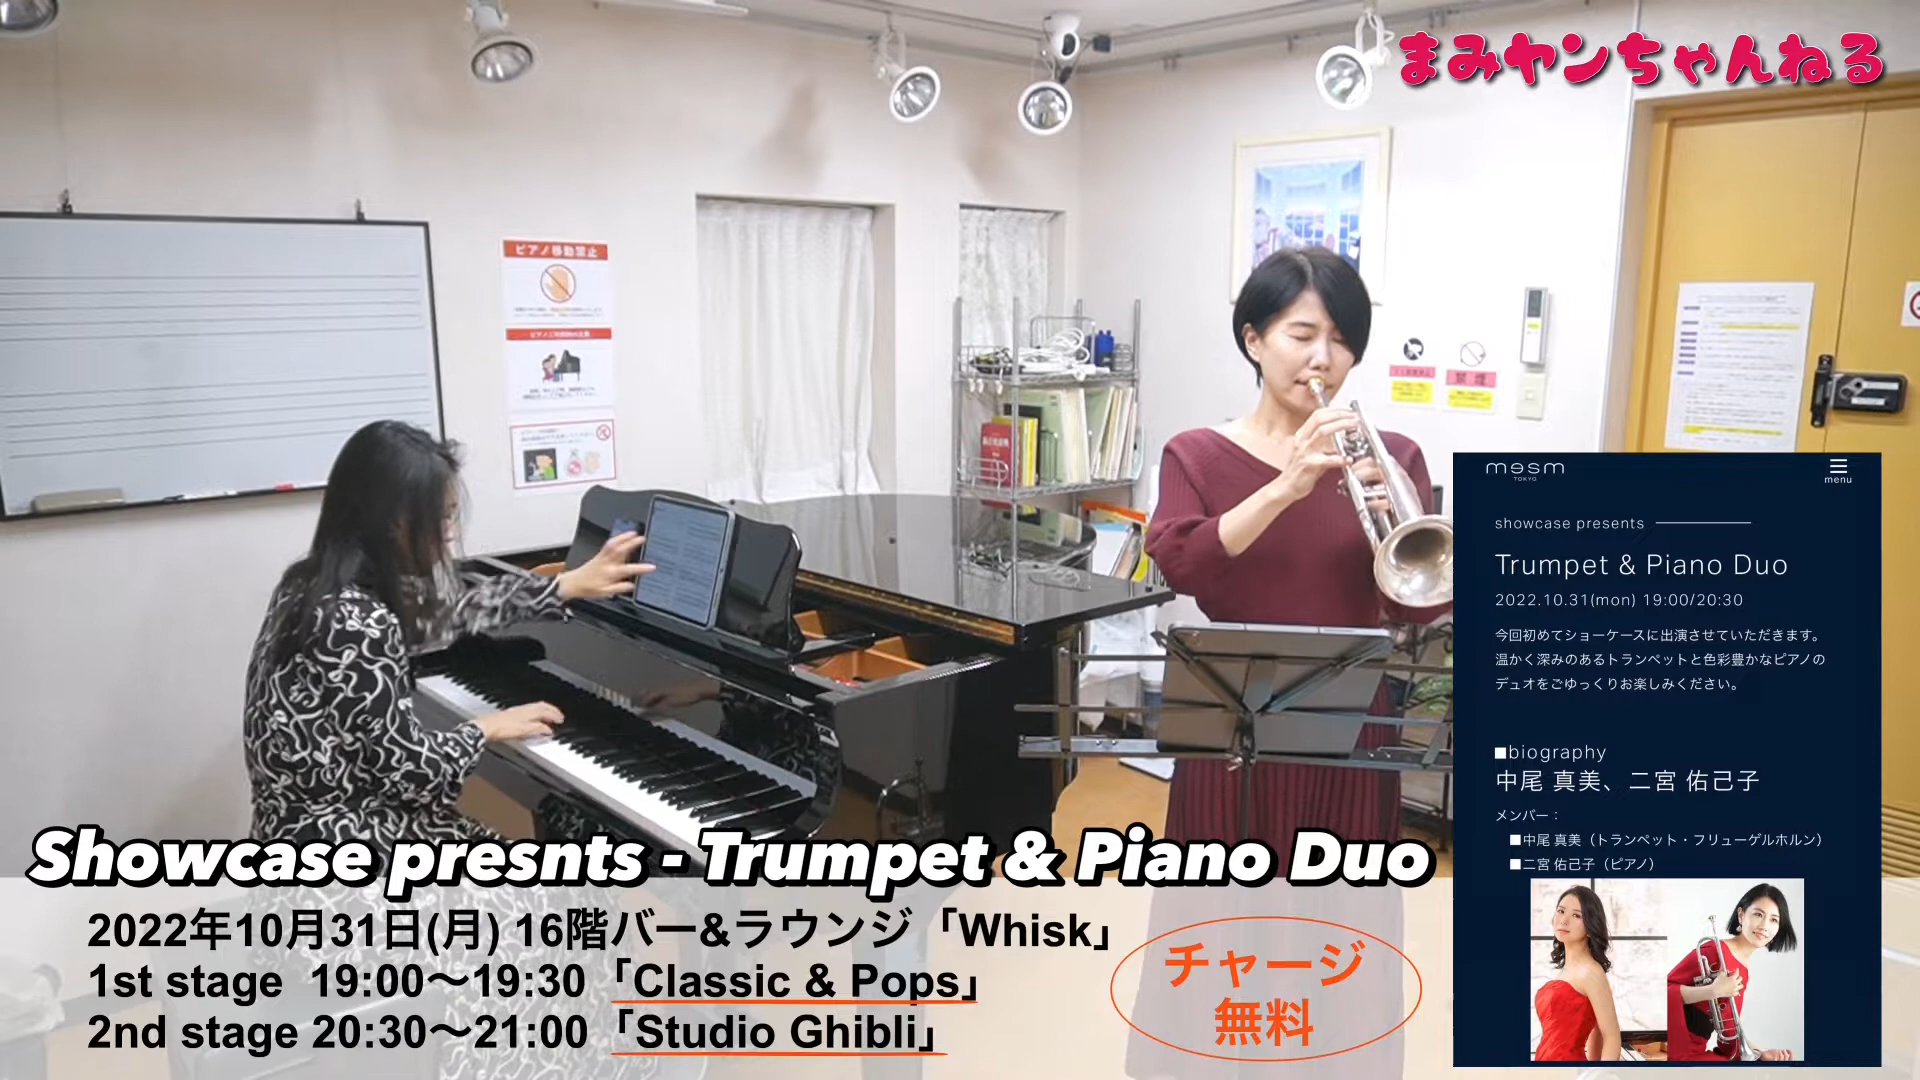 まみヤンちゃんねる
ピアノ移動禁止
禁煙
mesm
TOKYO
menu
showcase presents
Trumpet & Piano Duo
2022.10.31(mon) 19:00/20:30
今回初めてショーケースに出演させていただきます。
温かく深みのあるトランペットと色彩豊かなピアノの
デュオをごゆっくりお楽しみください。
■biography
中尾 真美、二宮 佑己子
メンバー：
■中尾 真美（トランペット・フリューゲルホルン）
■二宮 佑己子（ピアノ）
Showcase presnts - Trumpet & Piano Duo
2022年10月31日(月) 16階バー&ラウンジ「Whisk」
1st stage 19:00〜19:30「Classic & Pops」
2nd stage 20:30〜21:00「Studio Ghibli」
チャージ
無料